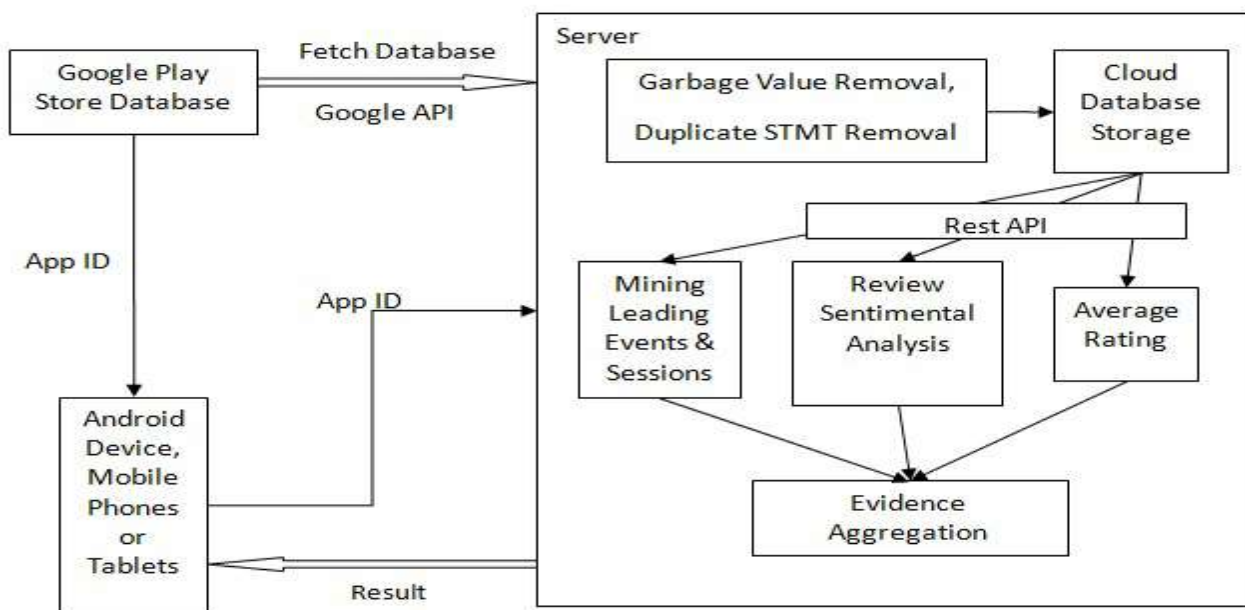 Fetch Database
Google Play
Store Database
Google API
Server
Garbage Value Removal,
Duplicate STMT Removal
Cloud
Database
Storage
Rest API
App ID
App ID
Mining
Leading
Events &
Sessions
Review
Sentimental
Analysis
Average
Rating
Android
Device,
Mobile
Phones
or
Tablets
Evidence
Aggregation
Result